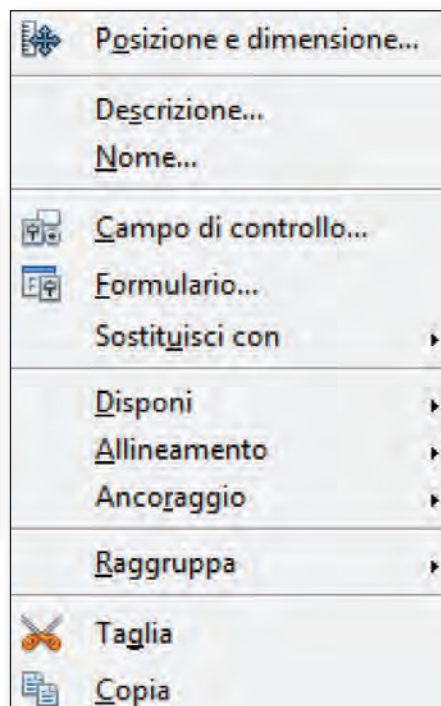 Posizione e dimensione...
Descrizione...
Nome...
Campo di controllo...
Formulario...
Sostituisci con
Disponi
Allineamento
Ancoraggio
Raggruppa
Taglia
Copia